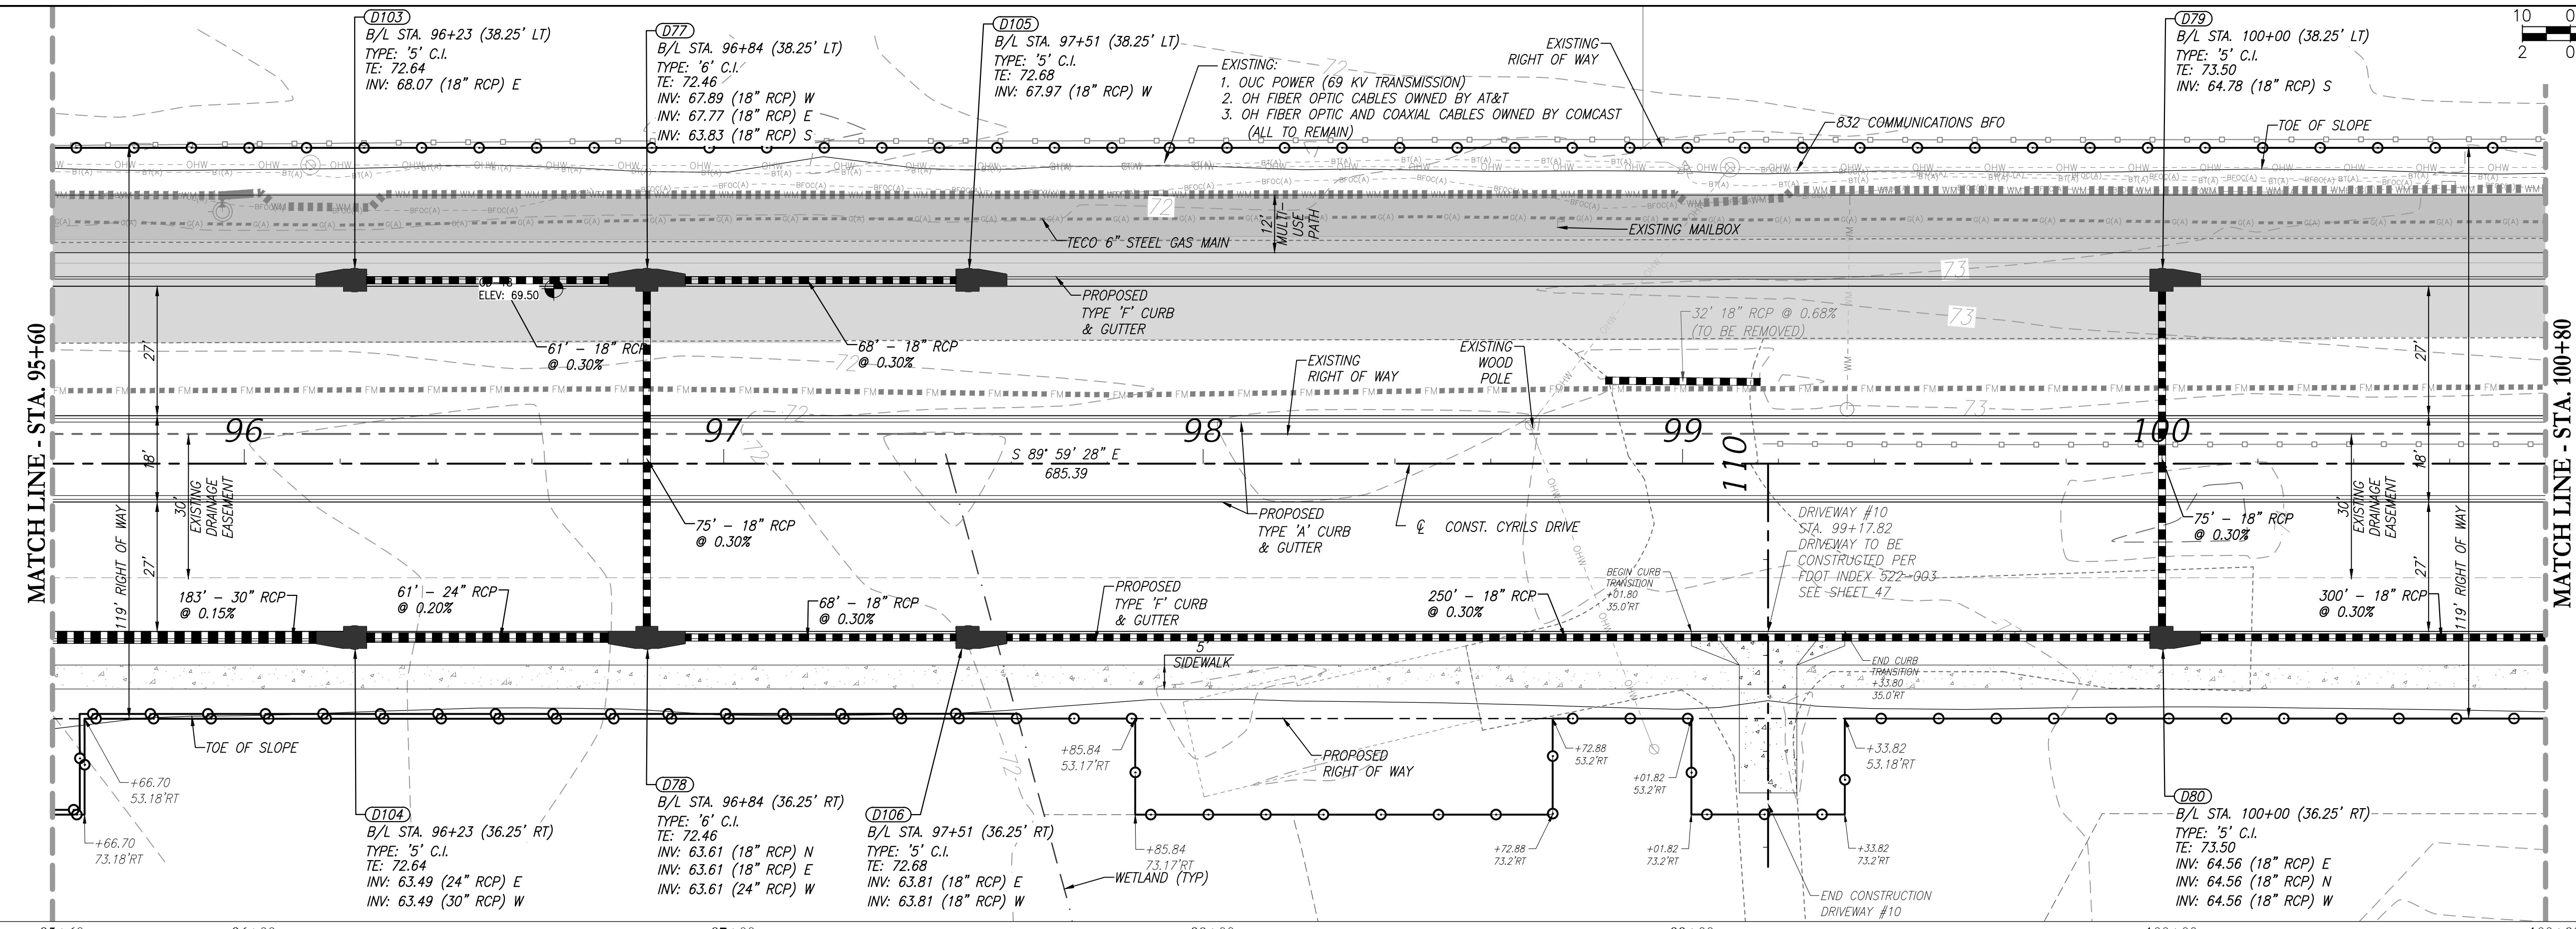 D103
B/L STA. 96+23 (38.25' LT)
TYPE: '5' C.I.
TE: 72.64
INV: 68.07 (18" RCP) E
D77
B/L STA. 96+84 (38.25' LT)
TYPE: '6' C.I.
TE: 72.46
INV: 67.89 (18" RCP) W
INV: 67.77 (18" RCP) E
INV: 63.83 (18" RCP) S
D105
B/L STA. 97+51 (38.25' LT)
TYPE: '5' C.I.
TE: 72.68
INV: 67.97 (18" RCP) W
EXISTING:
1. OUC POWER (69 KV TRANSMISSION)
2. OH FIBER OPTIC CABLES OWNED BY AT&T
3. OH FIBER OPTIC AND COAXIAL CABLES OWNED BY COMCAST
(ALL TO REMAIN)
EXISTING
RIGHT OF WAY
72
832 COMMUNICATIONS BFO
D79
B/L STA. 100+00 (38.25' LT)
TYPE: '5' C.I.
TE: 73.50
INV: 64.78 (18" RCP) S
TOE OF SLOPE
10 0
2 0
72
12'
MULTI-
USE
PATH
TECO 6" STEEL GAS MAIN
EXISTING MAILBOX
ELEV: 69.50
PROPOSED
TYPE 'F' CURB
& GUTTER
73
73
32' 18" RCP @ 0.68%
(TO BE REMOVED)
61' - 18" RCP
@ 0.30%
68' - 18" RCP
@ 0.30%
EXISTING
RIGHT OF WAY
EXISTING
WOOD
POLE
MATCH LINE - STA. 95+60
MATCH LINE - STA. 100+80
27'
18'
27'
119' RIGHT OF WAY
30'
EXISTING
DRAINAGE
EASEMENT
96
97
98
99
100
110
72
72
72
73
S 89° 59' 28" E
685.39
75' - 18" RCP
@ 0.30%
PROPOSED
TYPE 'A' CURB
& GUTTER
CONST. CYRILS DRIVE
DRIVEWAY #10
STA. 99+17.82
DRIVEWAY TO BE
CONSTRUCTED PER
FDOT INDEX 522-003
SEE SHEET 47
75' - 18" RCP
@ 0.30%
27'
18'
27'
30'
EXISTING
DRAINAGE
EASEMENT
119' RIGHT OF WAY
183' - 30" RCP
@ 0.15%
61' - 24" RCP
@ 0.20%
68' - 18" RCP
@ 0.30%
PROPOSED
TYPE 'F' CURB
& GUTTER
250' - 18" RCP
@ 0.30%
BEGIN CURB
TRANSITION
+01.80
35.0'RT
300' - 18" RCP
@ 0.30%
5'
SIDEWALK
END CURB
TRANSITION
+33.80
35.0'RT
TOE OF SLOPE
+66.70
53.18'RT
+66.70
73.18'RT
72
+85.84
53.17'RT
PROPOSED
RIGHT OF WAY
+72.88
53.2'RT
+01.82
53.2'RT
+33.82
53.18'RT
D104
B/L STA. 96+23 (36.25' RT)
TYPE: '5' C.I.
TE: 72.64
INV: 63.49 (24" RCP) E
INV: 63.49 (30" RCP) W
D78
B/L STA. 96+84 (36.25' RT)
TYPE: '6' C.I.
TE: 72.46
INV: 63.61 (18" RCP) N
INV: 63.61 (18" RCP) E
INV: 63.61 (24" RCP) W
D106
B/L STA. 97+51 (36.25' RT)
TYPE: '5' C.I.
TE: 72.68
INV: 63.81 (18" RCP) E
INV: 63.81 (18" RCP) W
+85.84
73.17'RT
WETLAND (TYP)
+72.88
73.2'RT
+01.82
73.2'RT
+33.82
73.2'RT
END CONSTRUCTION
DRIVEWAY #10
D80
B/L STA. 100+00 (36.25' RT)
TYPE: '5' C.I.
TE: 73.50
INV: 64.56 (18" RCP) E
INV: 64.56 (18" RCP) N
INV: 64.56 (18" RCP) W